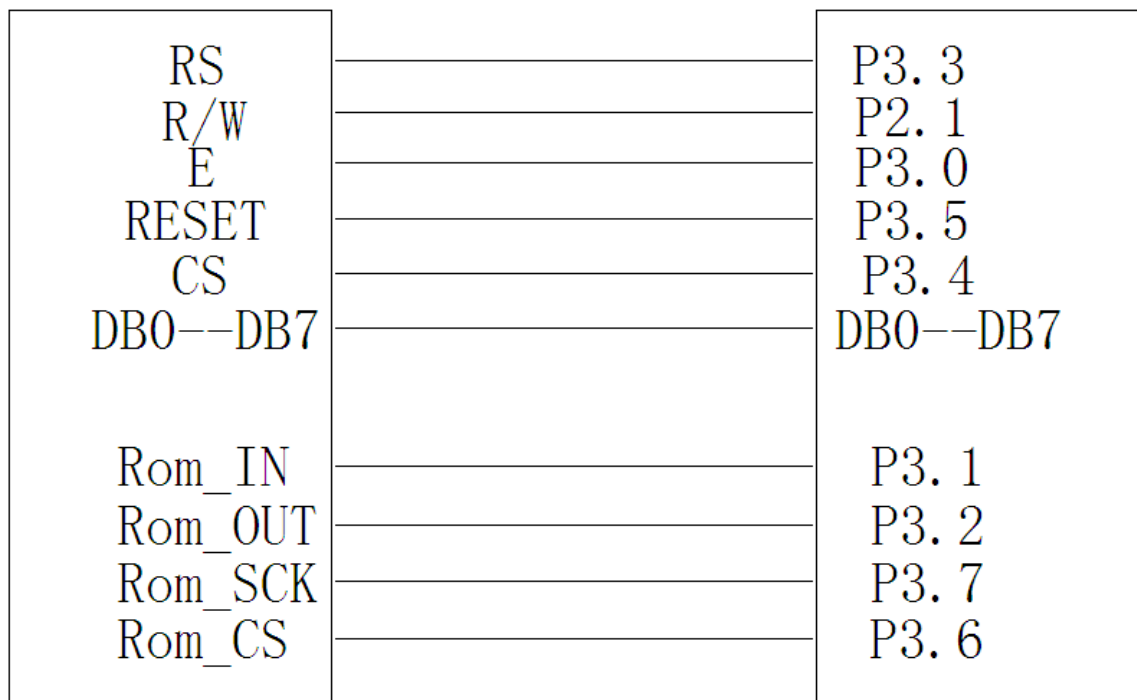 RS P3.3
R/W P2.1
E P3.0
RESET P3.5
CS P3.4
DB0--DB7 DB0--DB7
Rom_IN P3.1
Rom_OUT P3.2
Rom_SCK P3.7
Rom_CS P3.6